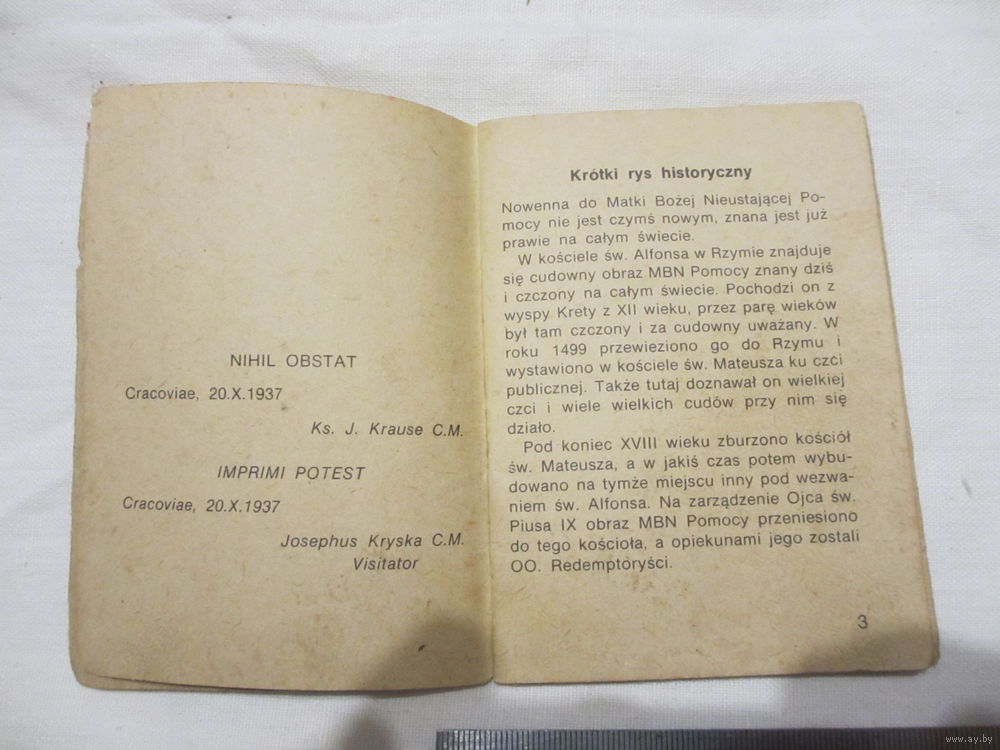 NIHIL OBSTAT
Cracoviae, 20.X.1937
Ks. J. Krause C.M.
IMPRIMI POTEST
Cracoviae, 20.X.1937
Josephus Kryska C.M.
Visitator
Krótki rys historyczny
Nowenna do Matki Bożej Nieustającej Po-
mocy nie jest czymś nowym, znana jest już
prawie na całym świecie.
W kościele św. Alfonsa w Rzymie znajduje
się cudowny obraz MBN Pomocy znany dziś
i czczony na całym świecie. Pochodzi on z
wyspy Krety z XII wieku, przez parę wieków
był tam czczony i za cudowny uważany. W
roku 1499 przewieziono go do Rzymu i
wystawiono w kościele św. Mateusza ku czci
publicznej. Także tutaj doznawał on wielkiej
czci i wiele wielkich cudów przy nim się
działo.
Pod koniec XVIII wieku zburzono kościół
św. Mateusza, a w jakiś czas potem wybu-
dowano na tymże miejscu inny pod wezwa-
niem św. Alfonsa. Na zarządzenie Ojca św.
Piusa IX obraz MBN Pomocy przeniesiono
do tego kościoła, a opiekunami jego zostali
OO. Redemptoryści.
3
www.ay.by